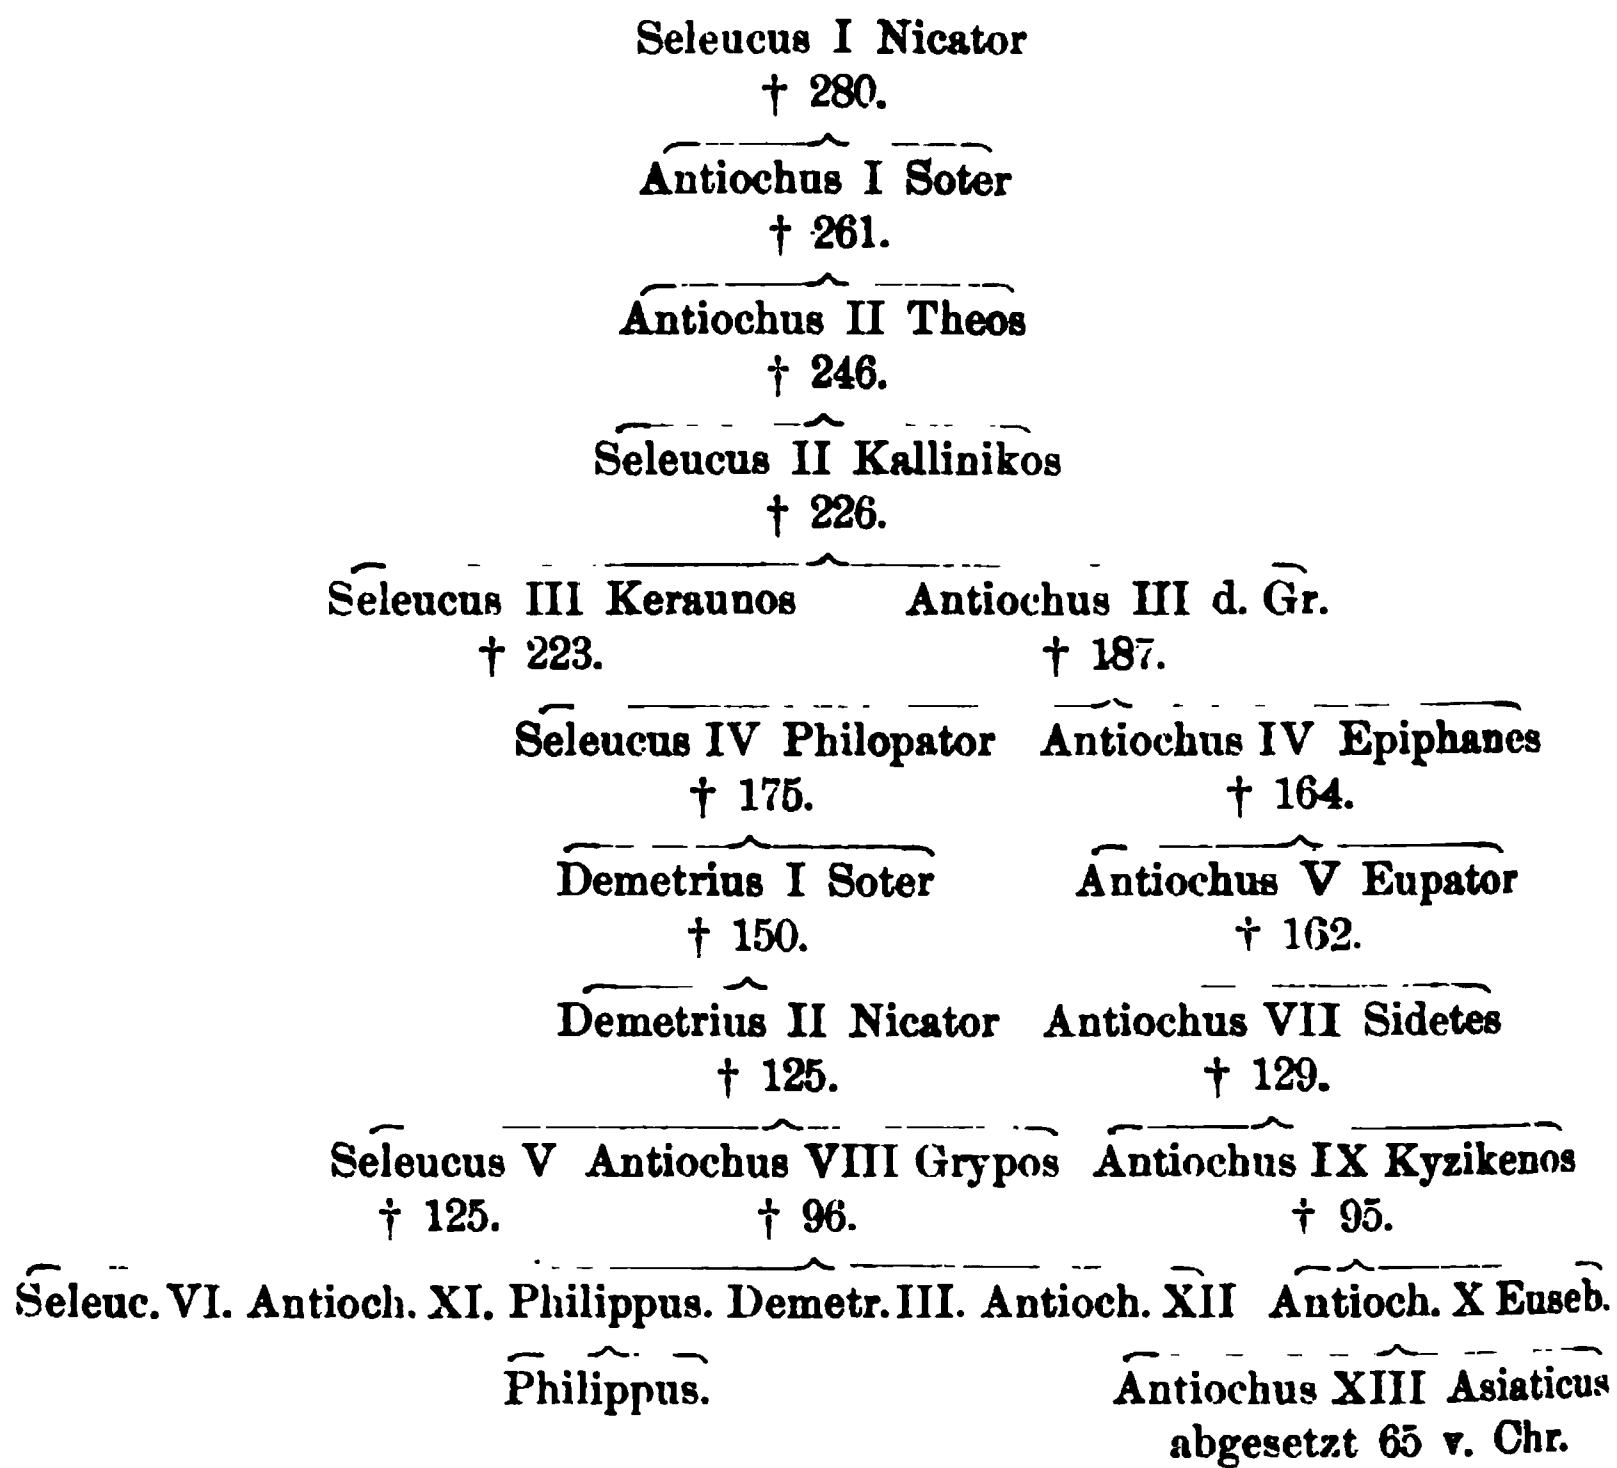 Seleucus I Nicator
† 280.
Antiochus I Soter
† 261.
Antiochus II Theos
† 246.
Seleucus II Kallinikos
† 226.
Seleucus III Keraunos Antiochus III d. Gr.
† 223. † 187.
Seleucus IV Philopator Antiochus IV Epiphanes
† 175. † 164.
Demetrius I Soter Antiochus V Eupator
† 150. † 162.
Demetrius II Nicator Antiochus VII Sidetes
† 125. † 129.
Seleucus V Antiochus VIII Grypos Antiochus IX Kyzikenos
† 125. † 96. † 95.
Seleuc. VI. Antioch. XI. Philippus. Demetr. III. Antioch. XII Antioch. X Euseb.
Philippus. Antiochus XIII Asiaticus
abgesetzt 65 v. Chr.